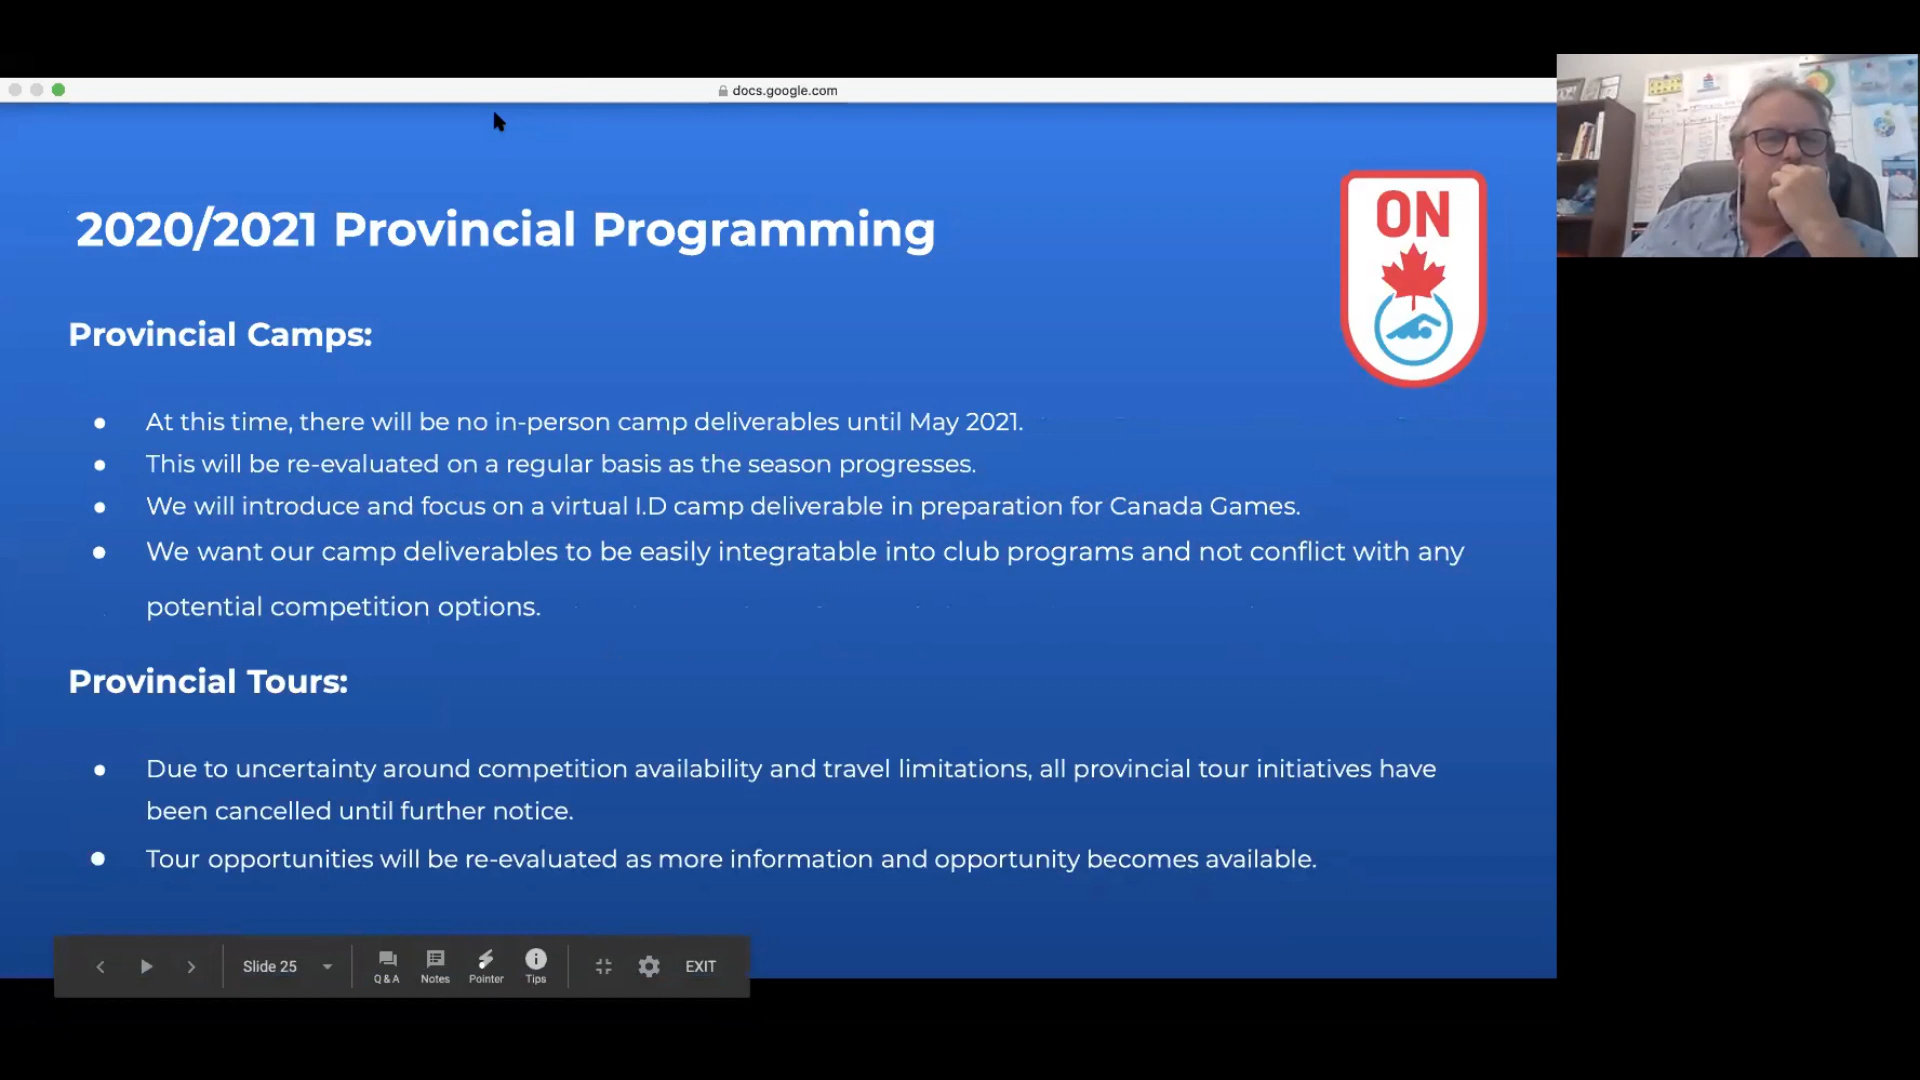 docs.google.com
2020/2021 Provincial Programming
ON
Provincial Camps:
● At this time, there will be no in-person camp deliverables until May 2021.
● This will be re-evaluated on a regular basis as the season progresses.
● We will introduce and focus on a virtual I.D camp deliverable in preparation for Canada Games.
● We want our camp deliverables to be easily integratable into club programs and not conflict with any
potential competition options.
Provincial Tours:
● Due to uncertainty around competition availability and travel limitations, all provincial tour initiatives have
been cancelled until further notice.
● Tour opportunities will be re-evaluated as more information and opportunity becomes available.
Slide 25
Q & A
Notes
Pointer
Tips
EXIT